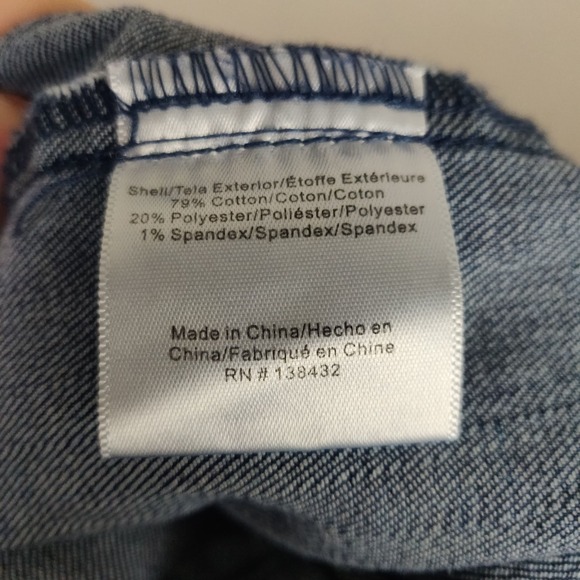 Shell/Tela Exterior/Étoffe Extérieure
79% Cotton/Coton/Coton
20% Polyester/Poliéster/Polyester
1% Spandex/Spandex/Spandex
Made in China/Hecho en
China/Fabriqué en Chine
RN # 138432